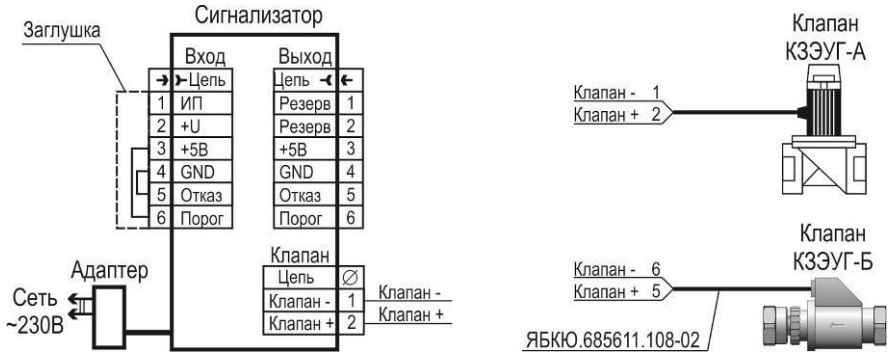 Сигнализатор
Заглушка
Вход
Выход
Цепь
Цепь
1 ИП
Резерв 1
2 +U
Резерв 2
3 +5В
+5В 3
4 GND
GND 4
5 Отказ
Отказ 5
6 Порог
Порог 6
Клапан
Цепь
Клапан - 1
Клапан -
Клапан + 2
Клапан +
Адаптер
Сеть
~230В
Клапан
КЗЭУГ-А
Клапан - 1
Клапан + 2
Клапан
КЗЭУГ-Б
Клапан - 6
Клапан + 5
ЯБКЮ.685611.108-02